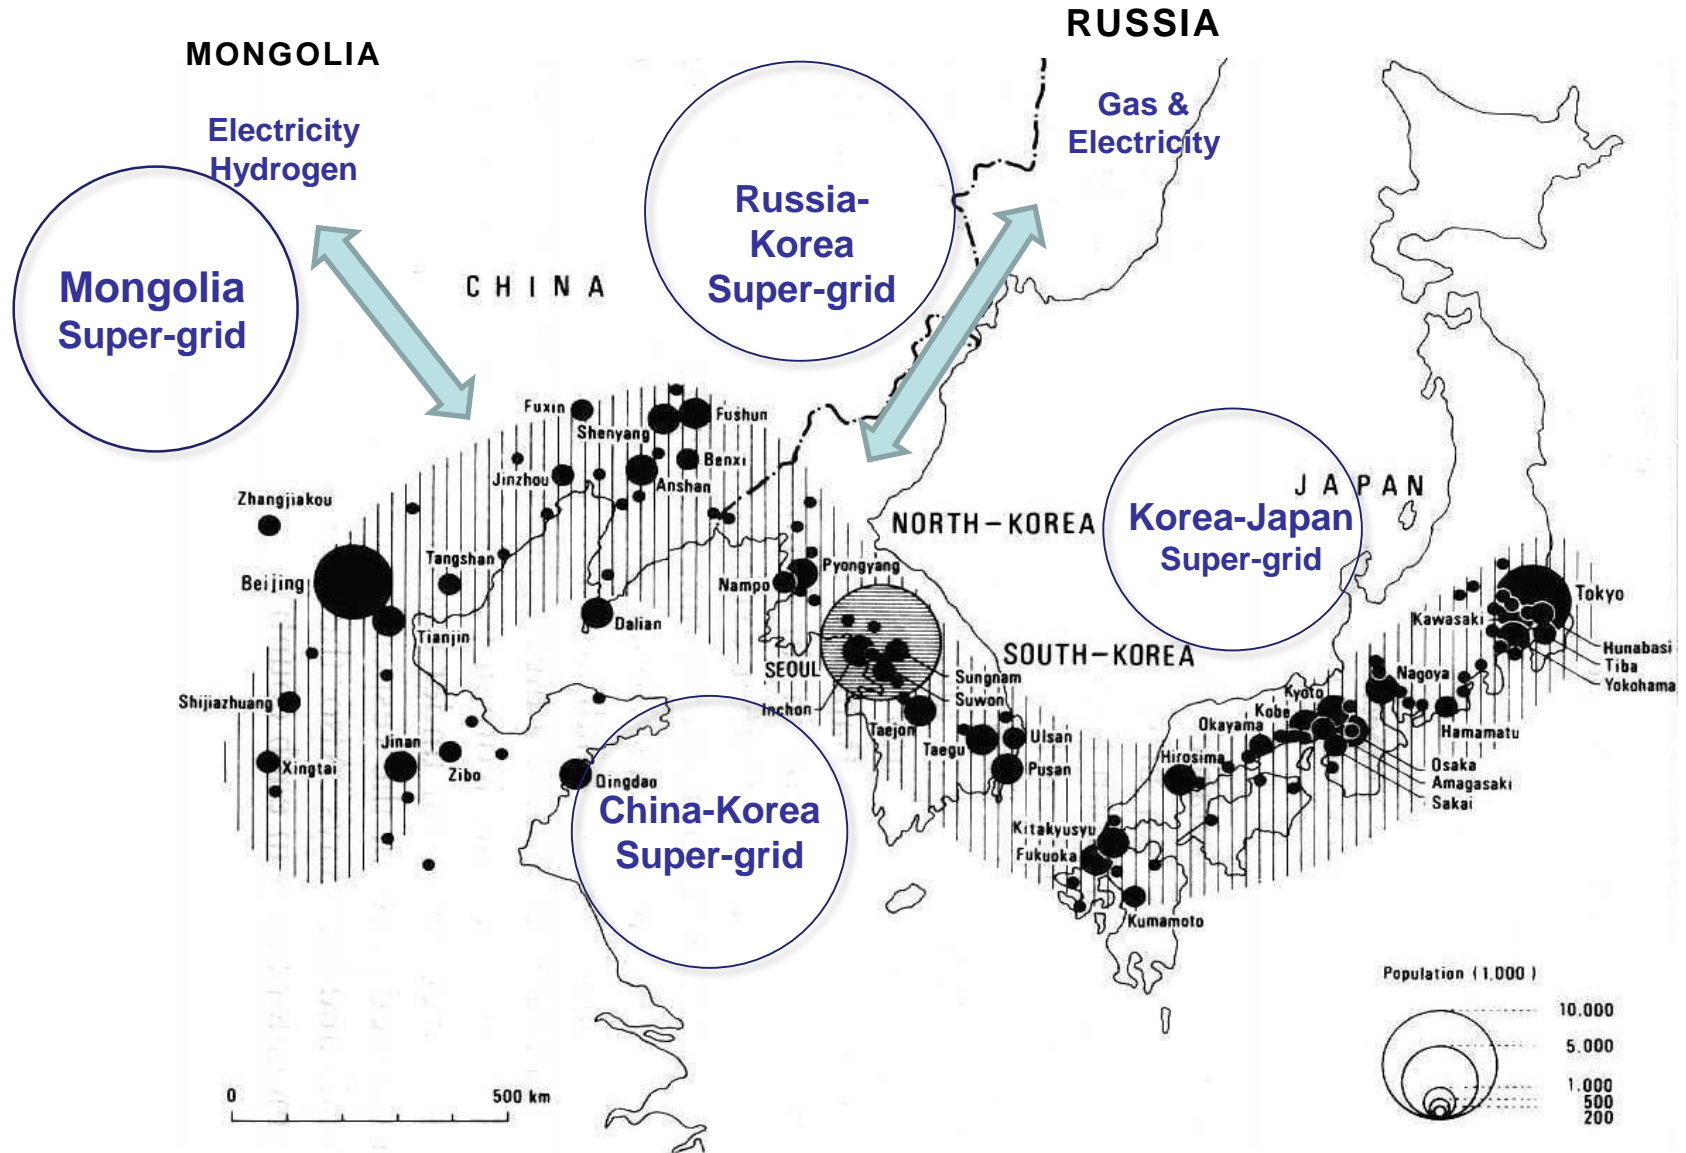 RUSSIA
MONGOLIA
Gas &
Electricity
Electricity
Hydrogen
Russia-
Korea
Super-grid
Mongolia
Super-grid
CHINA
Fuxin
Shenyang
Fushun
Benxi
Jinzhou
Anshan
Zhangjiakou
JAPAN
NORTH-KOREA
Korea-Japan
Super-grid
Beijing
Tangshan
Nampo
Pyongyang
Tokyo
Kawasaki
Tianjin
Dalian
Hunabasi
Tiba
Yokohama
SEOUL
SOUTH-KOREA
Sungnam
Suwon
Inchon
Nagoya
Shijiazhuang
Taejon
Kyoto
Kobe
Okayama
Hamamatu
Jinan
Taegu
Ulsan
Xingtai
Zibo
Qingdao
Pusan
Hirosima
Osaka
Amagasaki
Sakai
China-Korea
Super-grid
Kitakyusyu
Fukuoka
Kumamoto
Population (1.000)
10.000
5.000
1.000
500
200
0
500 km